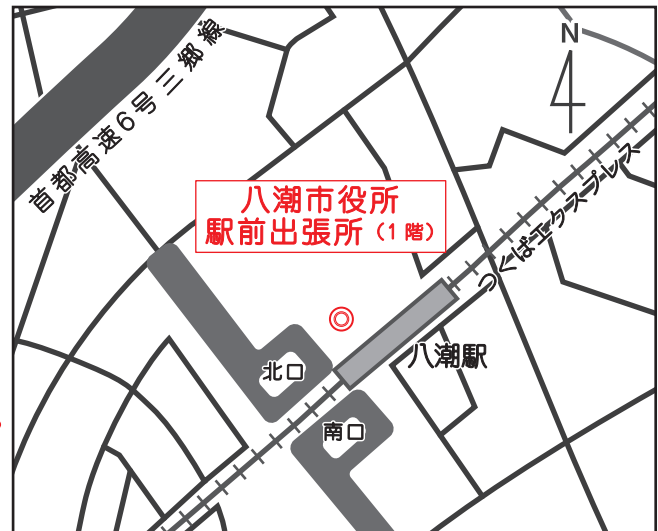 N
首都高速6号三郷線
八潮市役所
駅前出張所（1階）
つくばエクスプレス
八潮駅
北口
南口